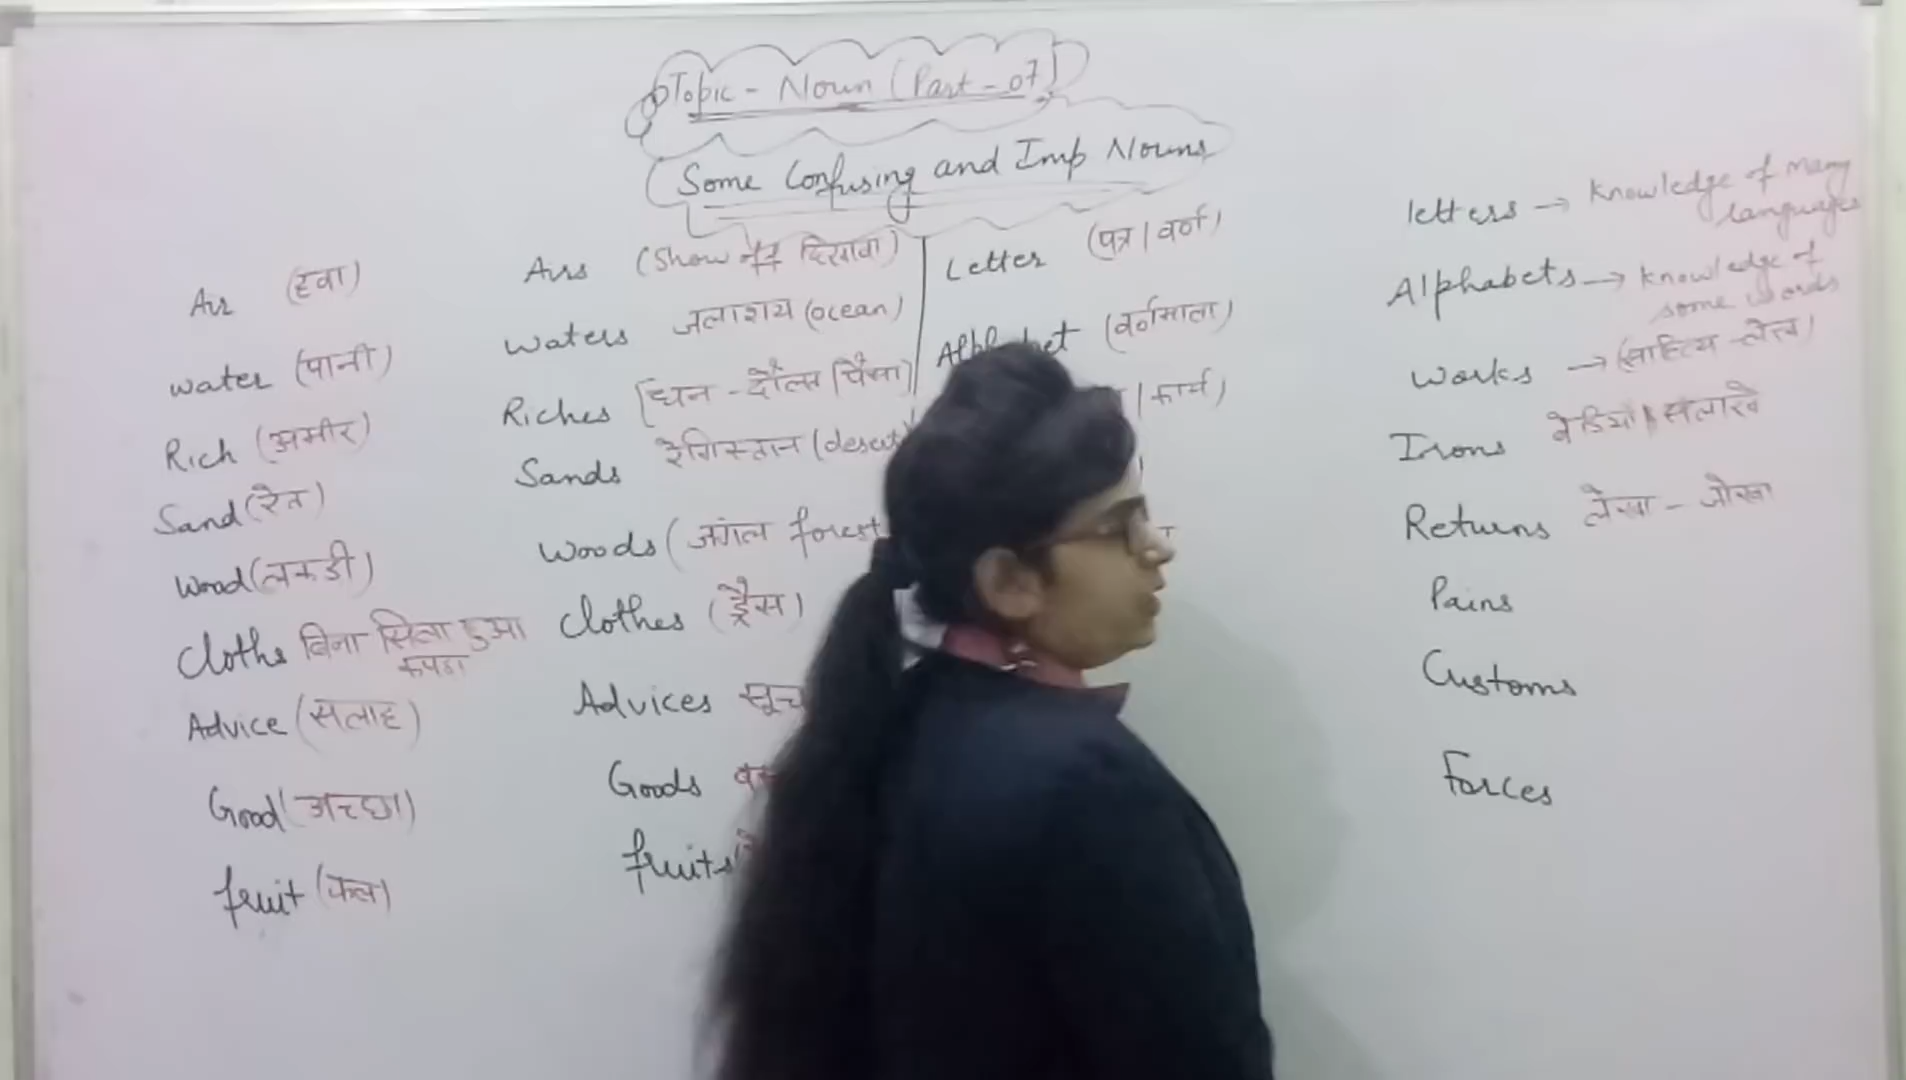 Topic - Noun (Part - 07)
Some Confusing and Imp Nouns
Air (हवा)
water (पानी)
Rich (अमीर)
Sand (रेत)
Wood (लकडी)
Cloths बिना सिला हुआ
कपडा
Advice (सलाह)
Good (अच्छा)
fruit (फल)
Airs (Show off दिखावा)
Waters जलाशय (ocean)
Riches [धन - दौलत | पैसा]
Sands रेगिस्तान (desert
Woods (जंगल forest
Clothes (ड्रैस)
Advices सूच
Goods
fruits
Letter (पत्र | वर्ण)
Alphabet (वर्णमाला)
| कार्य)
letters → Knowledge of many
languages
Alphabets → Knowledge of
some words
Works → (साहित्य -
Irons बेडियां सलाखे
Returns लेखा - जोखा
Pains
Customs
Forces